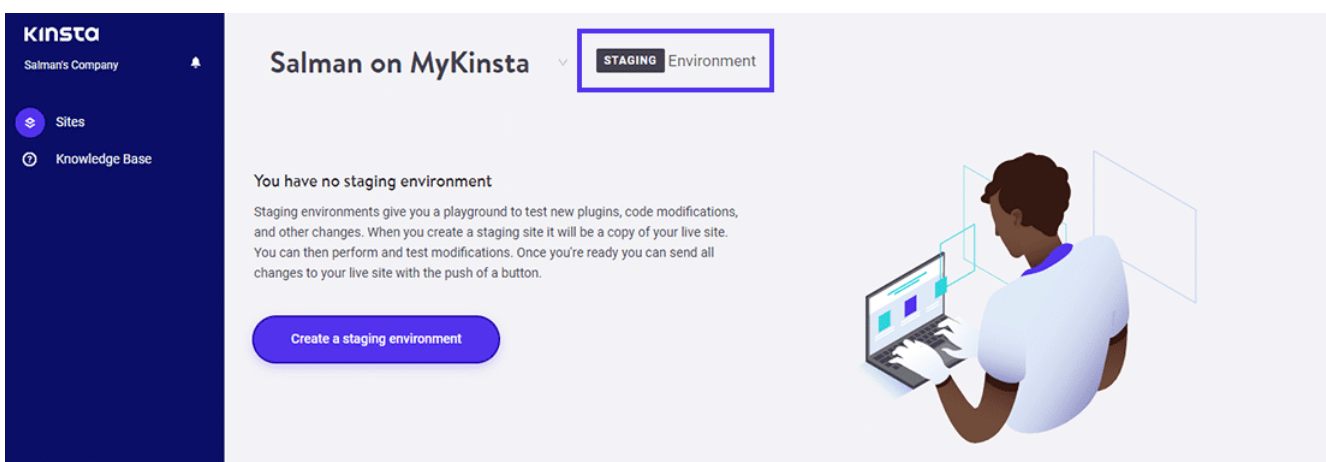 KINSTA
Salman's Company
Sites
Knowledge Base
Salman on MyKinsta
STAGING Environment
You have no staging environment
Staging environments give you a playground to test new plugins, code modifications,
and other changes. When you create a staging site it will be a copy of your live site.
You can then perform and test modifications. Once you're ready you can send all
changes to your live site with the push of a button.
Create a staging environment